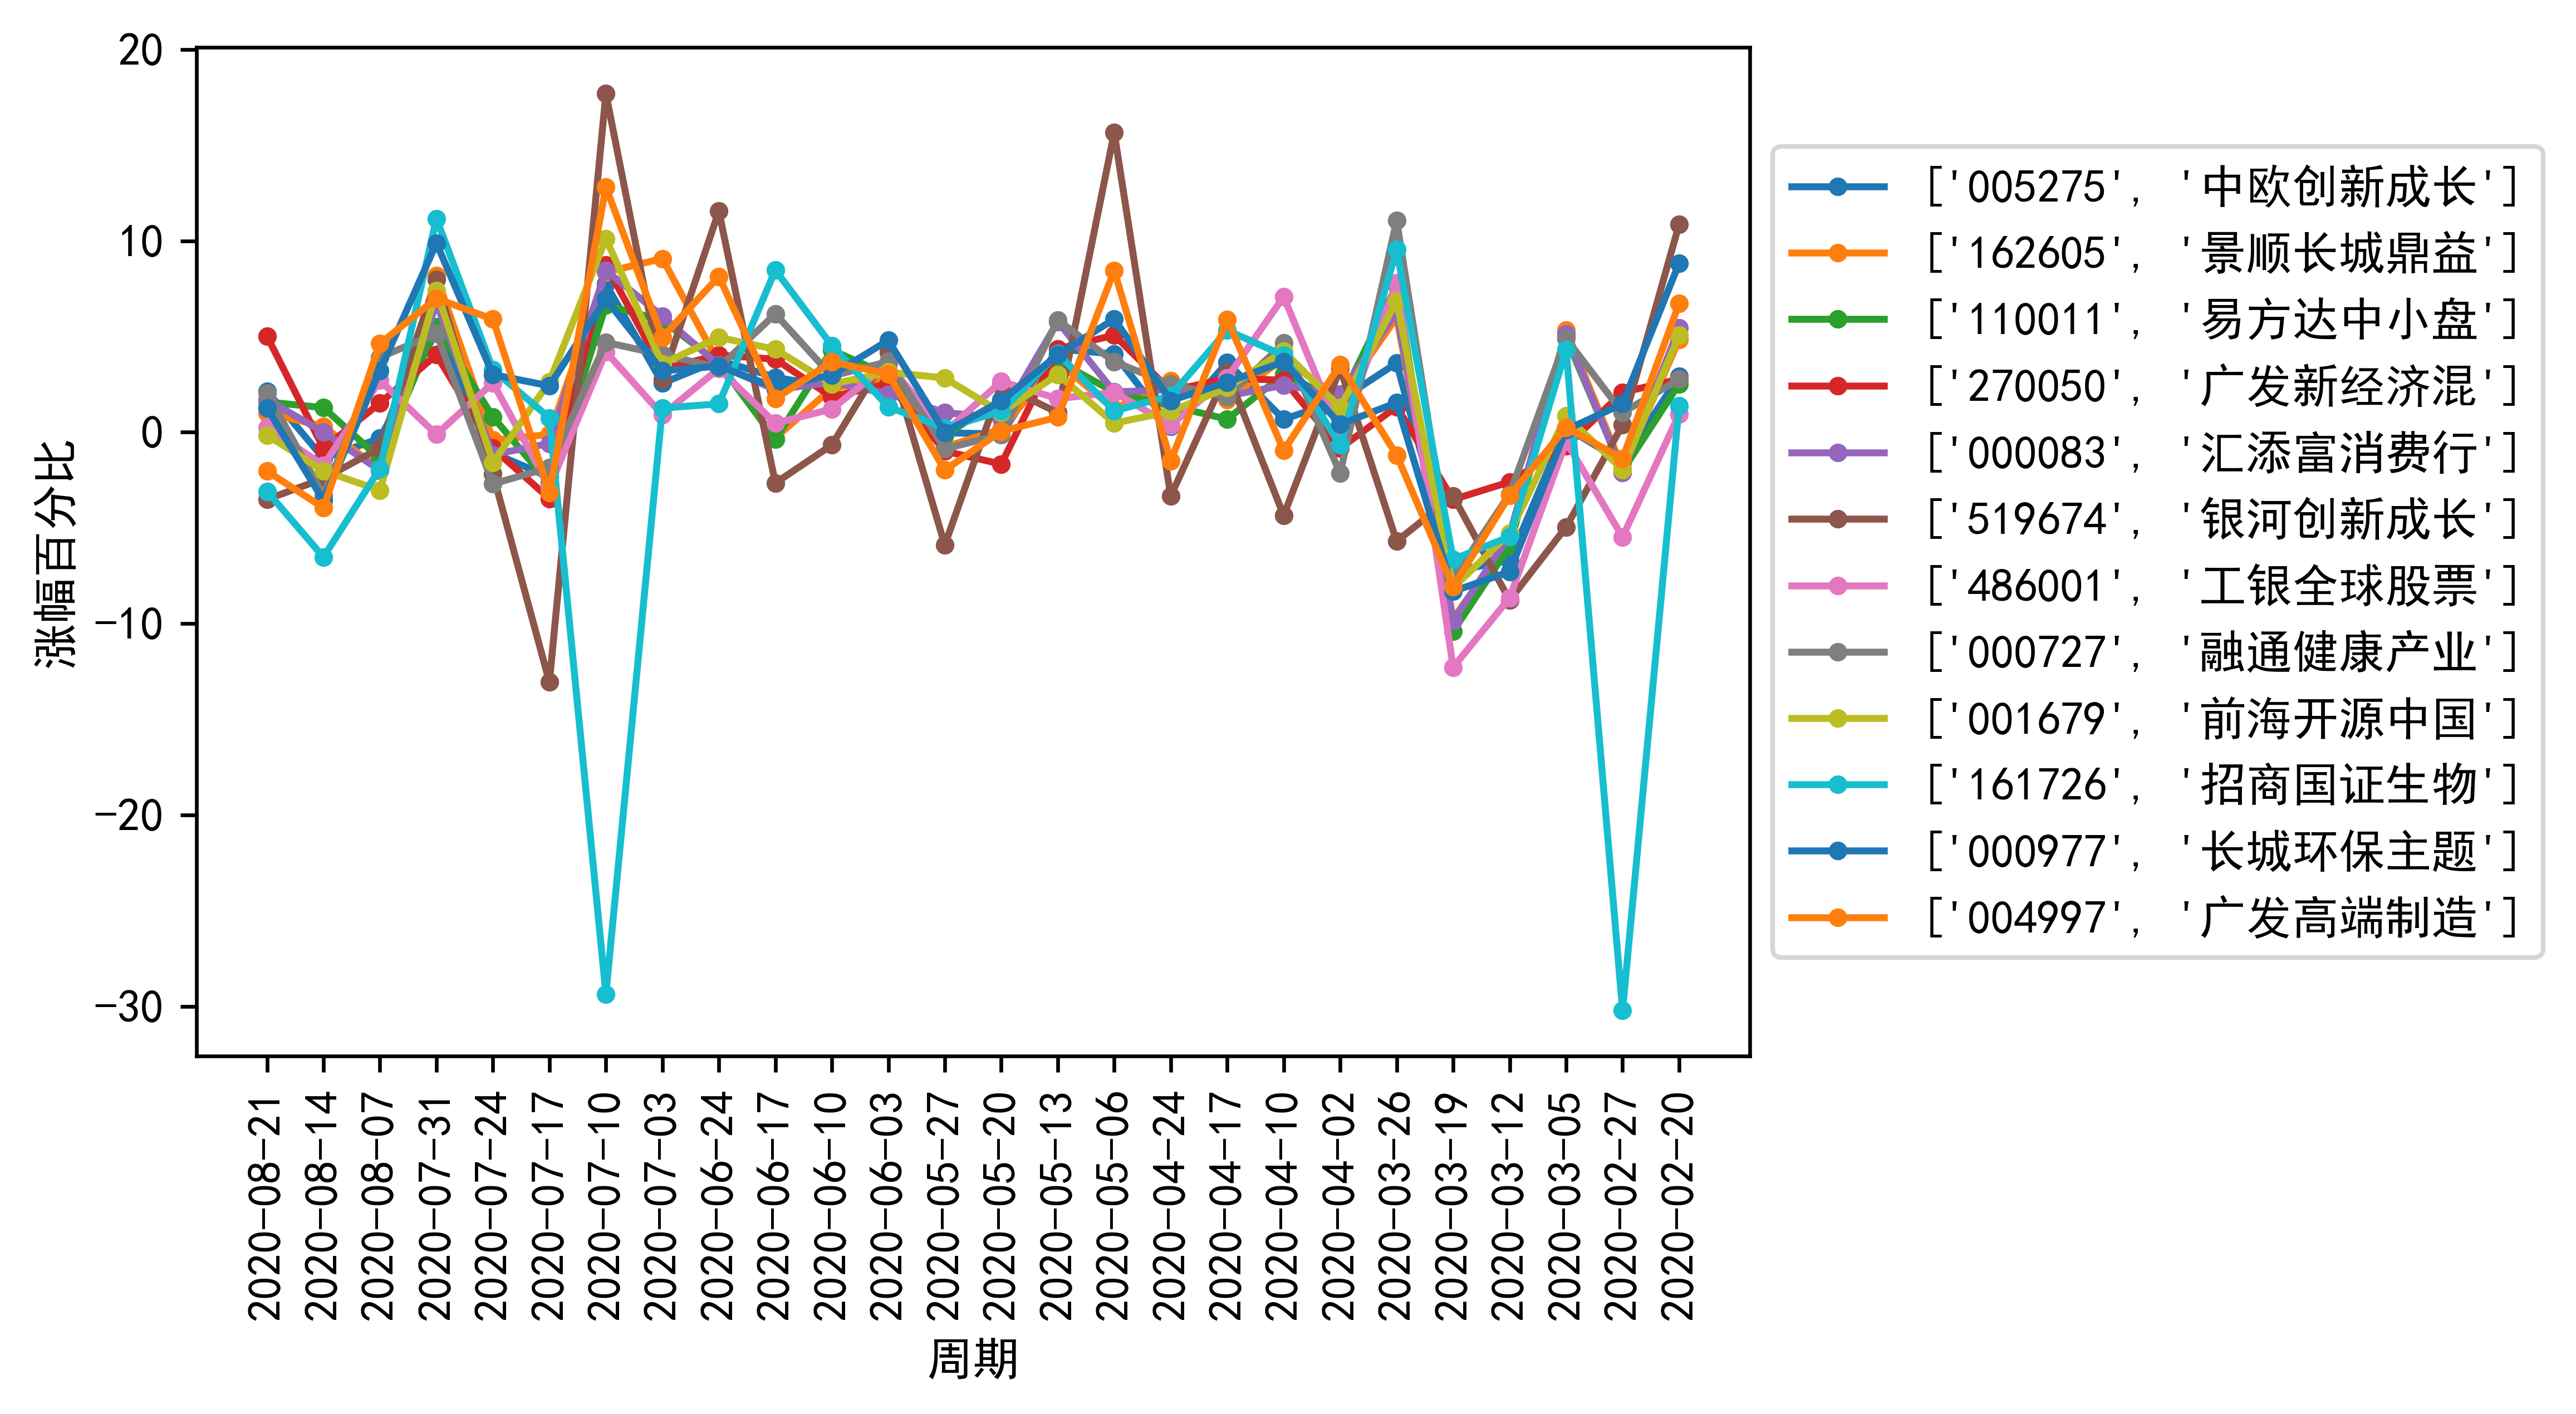 20
10
0
−10
−20
−30
涨幅百分比
2020-08-21
2020-08-14
2020-08-07
2020-07-31
2020-07-24
2020-07-17
2020-07-10
2020-07-03
2020-06-24
2020-06-17
2020-06-10
2020-06-03
2020-05-27
2020-05-20
2020-05-13
2020-05-06
2020-04-24
2020-04-17
2020-04-10
2020-04-02
2020-03-26
2020-03-19
2020-03-12
2020-03-05
2020-02-27
2020-02-20
周期
['005275', '中欧创新成长']
['162605', '景顺长城鼎益']
['110011', '易方达中小盘']
['270050', '广发新经济混']
['000083', '汇添富消费行']
['519674', '银河创新成长']
['486001', '工银全球股票']
['000727', '融通健康产业']
['001679', '前海开源中国']
['161726', '招商国证生物']
['000977', '长城环保主题']
['004997', '广发高端制造']